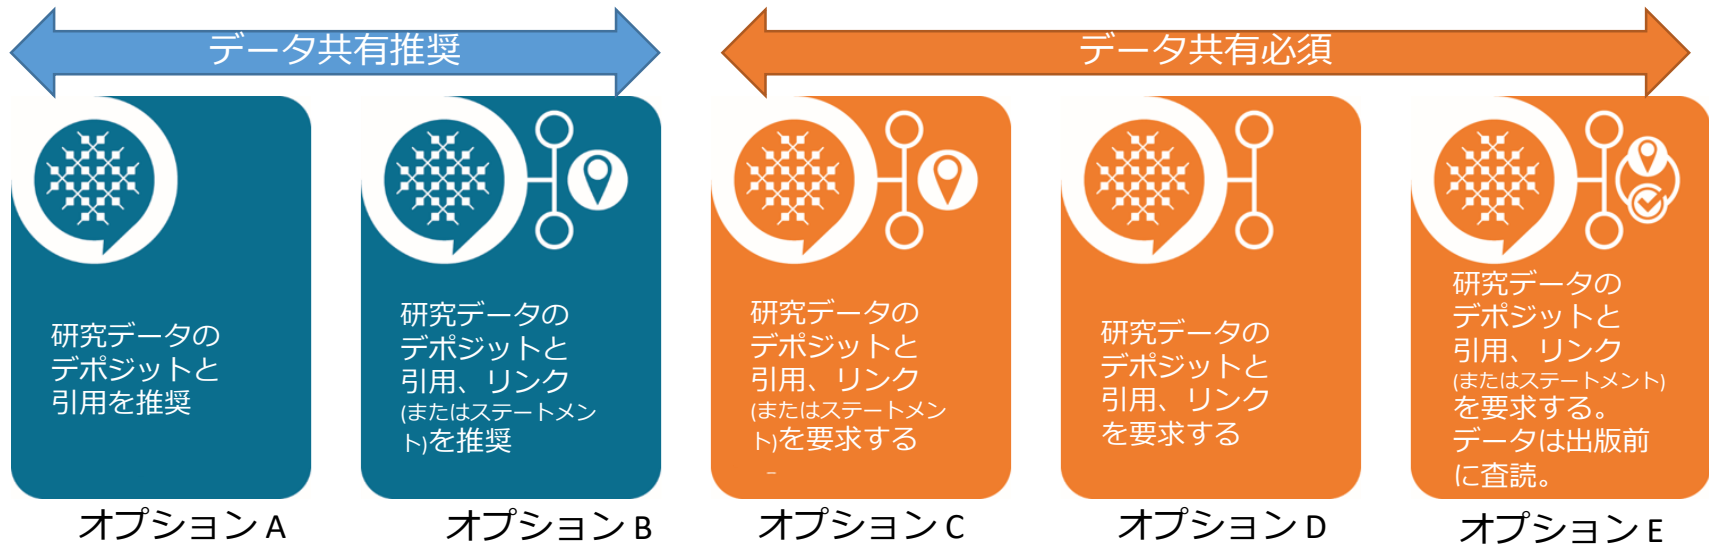 データ共有推奨
データ共有必須
研究データの
デポジットと
引用を推奨
研究データの
デポジットと
引用、リンク
(またはステートメン
ト)を推奨
研究データの
デポジットと
引用、リンク
(またはステートメン
ト)を要求する
研究データの
デポジットと
引用、リンク
を要求する
研究データの
デポジットと
引用、リンク
(またはステートメント)
を要求する。
データは出版前
に査読。
オプション A
オプション B
オプション C
オプション D
オプション E